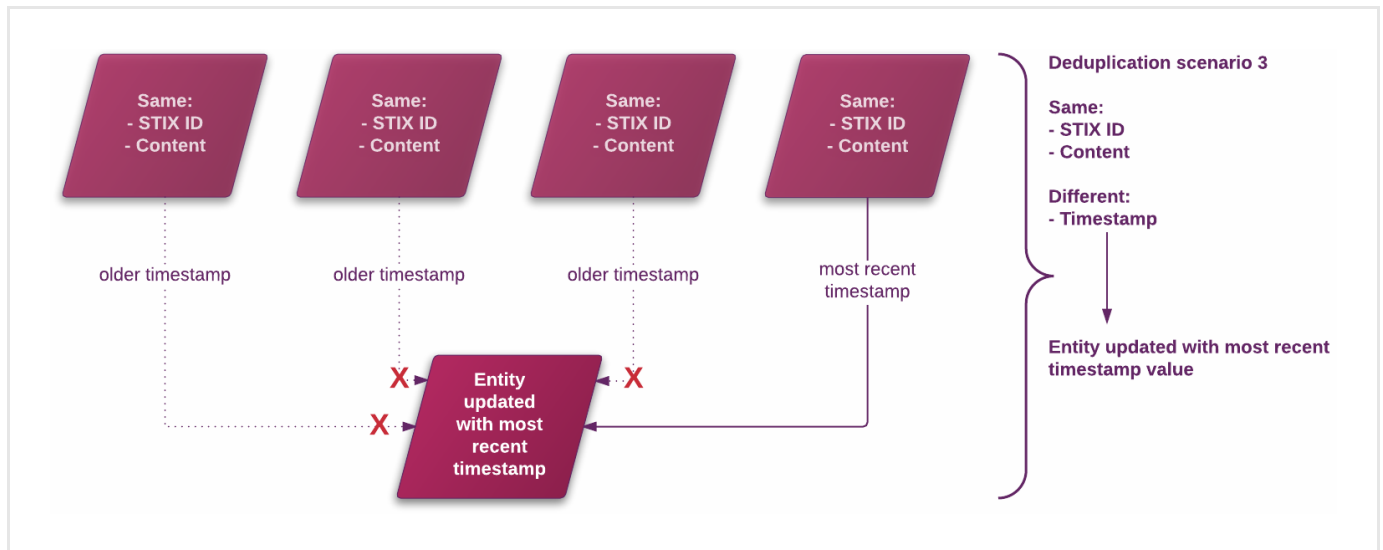 Same:
- STIX ID
- Content
Same:
- STIX ID
- Content
Same:
- STIX ID
- Content
Same:
- STIX ID
- Content
older timestamp
older timestamp
older timestamp
most recent
timestamp
X
X
X
Entity
updated
with most
recent
timestamp
Deduplication scenario 3
Same:
- STIX ID
- Content
Different:
- Timestamp
Entity updated with most recent
timestamp value